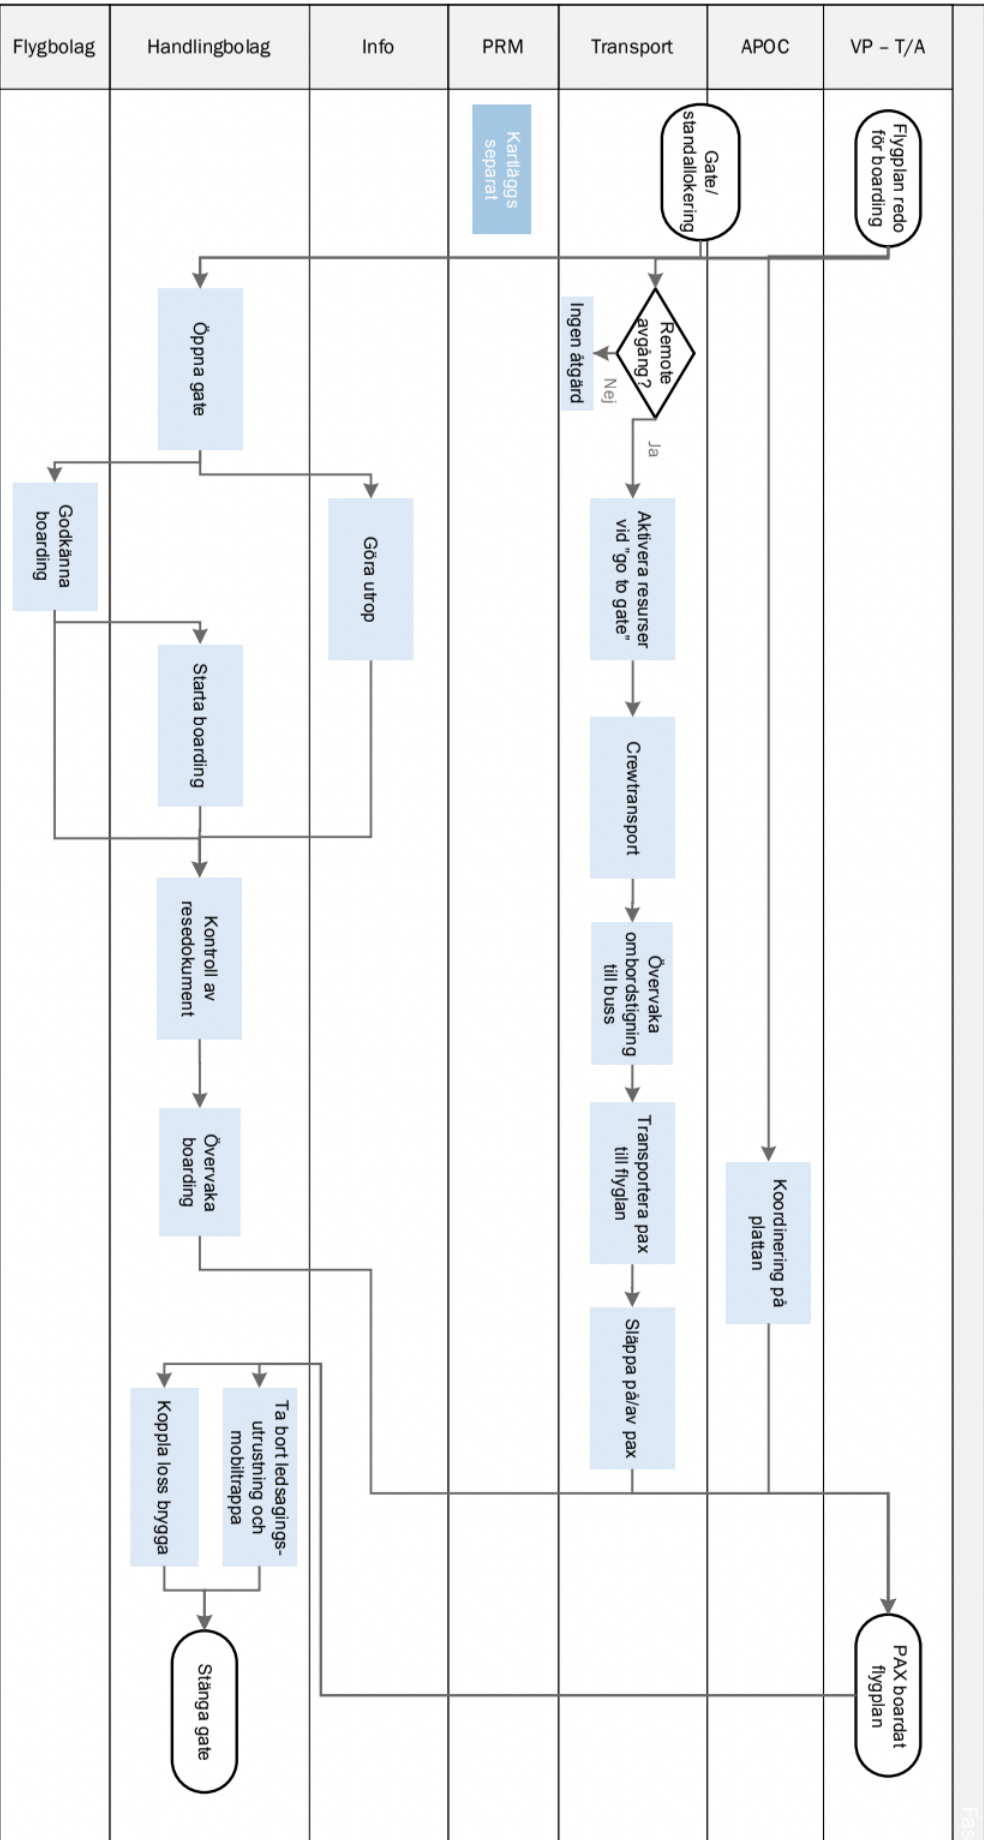 Flygbolag
Handlingbolag
Info
PRM
Transport
APOC
VP – T/A
Kartläggs
separat
Gate/
standallokering
Flygplan redo
för boarding
Remote
avgång?
Ingen åtgärd
Nej
Ja
Öppna gate
Godkänna
boarding
Göra utrop
Aktivera resurser
vid ”go to gate”
Starta boarding
Crewtransport
Kontroll av
resedokument
Övervaka
ombordstigning
till buss
Övervaka
boarding
Transportera pax
till flyglan
Koordinering på
plattan
Släppa på/av pax
Koppla loss brygga
Ta bort ledsagings-
utrustning och
mobiltrappa
Stänga gate
PAX boardat
flygplan
Fas